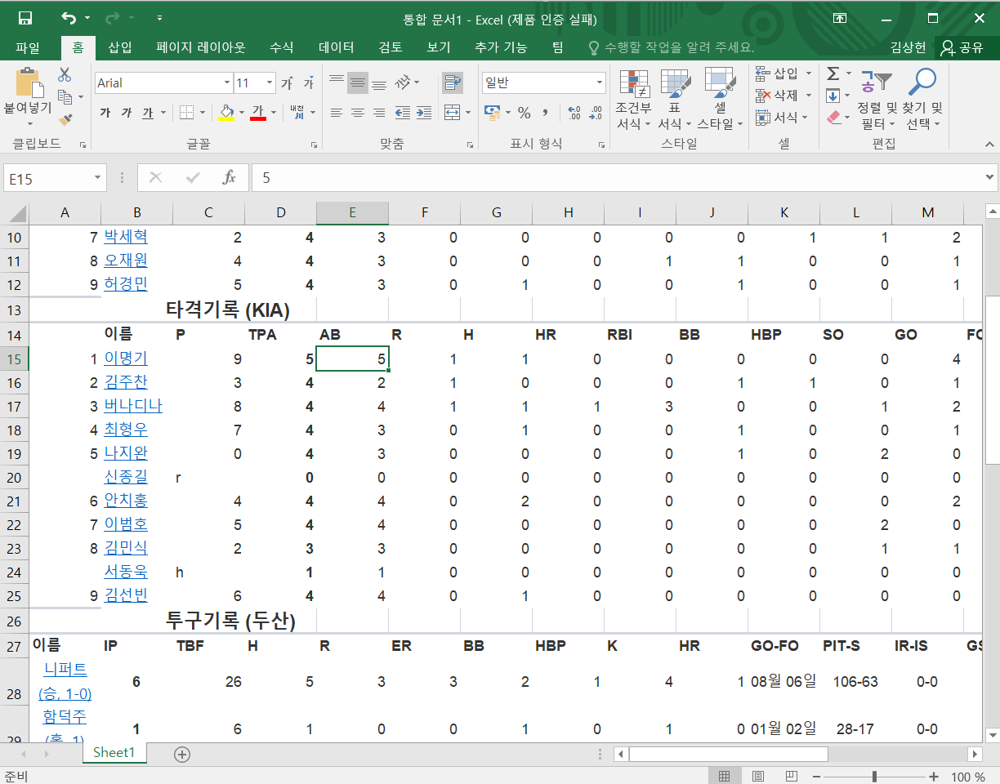 통합 문서1 - Excel (제품 인증 실패)
파일 홈 삽입 페이지 레이아웃 수식 데이터 검토 보기 추가 기능 팀 수행할 작업을 알려 주세요. 김상헌 공유
붙여넣기
클립보드
Arial 11 가 가
가 가 가 가 내천
글꼴
맞춤
일반
% , .00 .00
표시 형식
조건부 서식 표 서식 셀 스타일
스타일
삽입
삭제
서식
셀
정렬 및 필터 찾기 및 선택
편집
E15 fx 5
A B C D E F G H I J K L M
10 7 박세혁 2 4 3 0 0 0 0 0 1 1 2
11 8 오재원 4 4 3 0 0 0 1 1 0 0 1
12 9 허경민 5 4 3 0 1 0 0 1 0 0 1
13 타격기록 (KIA)
14 이름 P TPA AB R H HR RBI BB HBP SO GO FO
15 1 이명기 9 5 5 1 1 0 0 0 0 0 4
16 2 김주찬 3 4 2 1 0 0 0 1 1 0 1
17 3 버나디나 8 4 4 1 1 1 3 0 0 1 2
18 4 최형우 7 4 3 0 1 0 0 1 0 0 1
19 5 나지완 0 4 3 0 0 0 0 1 0 2 0
20 신종길 r 0 0 0 0 0 0 0 0 0 0
21 6 안치홍 4 4 4 0 2 0 0 0 0 0 2
22 7 이범호 5 4 4 0 0 0 0 0 0 2 0
23 8 김민식 2 3 3 0 0 0 0 0 0 1 1
24 서동욱 h 1 1 0 0 0 0 0 0 0 0
25 9 김선빈 6 4 4 0 1 0 0 0 0 0 0
26 투구기록 (두산)
27 이름 IP TBF H R ER BB HBP K HR GO-FO PIT-S IR-IS GS
28 니퍼트 (승, 1-0) 6 26 5 3 3 2 1 4 1 08월 06일 106-63 0-0
29 함덕주 (홀, 1) 1 6 1 0 0 1 0 1 0 01월 02일 28-17 0-0
Sheet1
준비 100 %